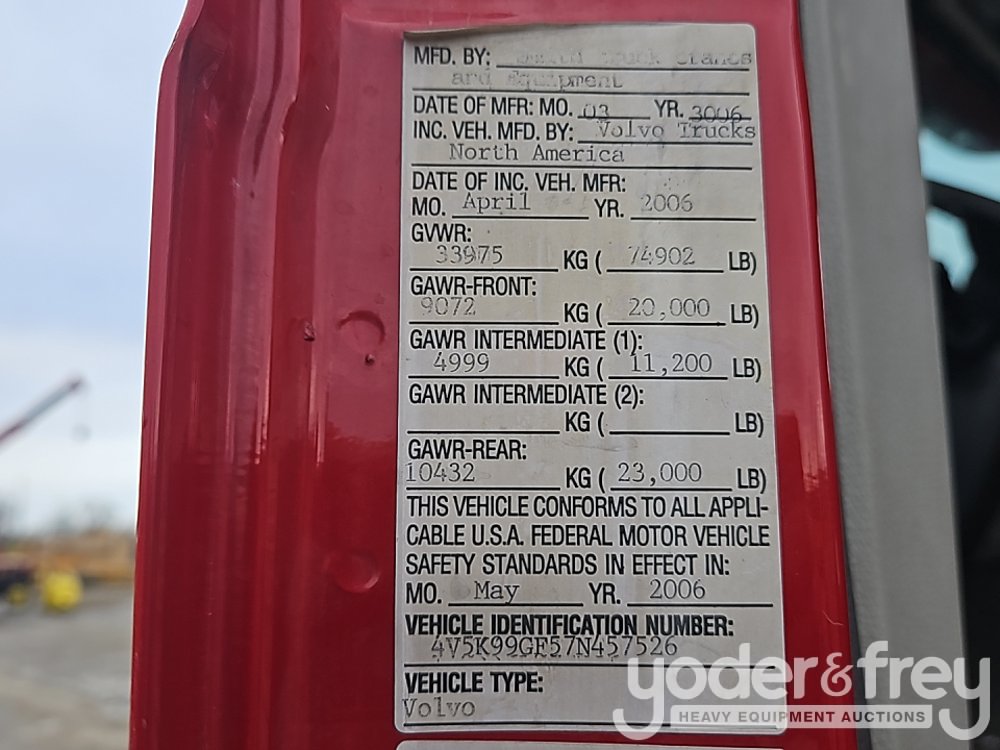 MFD. BY: Truck Cranes
and Equipment
DATE OF MFR: MO. 03 YR. 3006
INC. VEH. MFD. BY: Volvo Trucks
North America
DATE OF INC. VEH. MFR:
MO. April YR. 2006
GVWR:
33975 KG ( 74902 LB)
GAWR-FRONT:
9072 KG ( 20,000 LB)
GAWR INTERMEDIATE (1):
4999 KG ( 11,200 LB)
GAWR INTERMEDIATE (2):
KG ( LB)
GAWR-REAR:
10432 KG ( 23,000 LB)
THIS VEHICLE CONFORMS TO ALL APPLI-
CABLE U.S.A. FEDERAL MOTOR VEHICLE
SAFETY STANDARDS IN EFFECT IN:
MO. May YR. 2006
VEHICLE IDENTIFICATION NUMBER:
4V5K99GF57N457526
VEHICLE TYPE:
Volvo
yoder&frey
HEAVY EQUIPMENT AUCTIONS